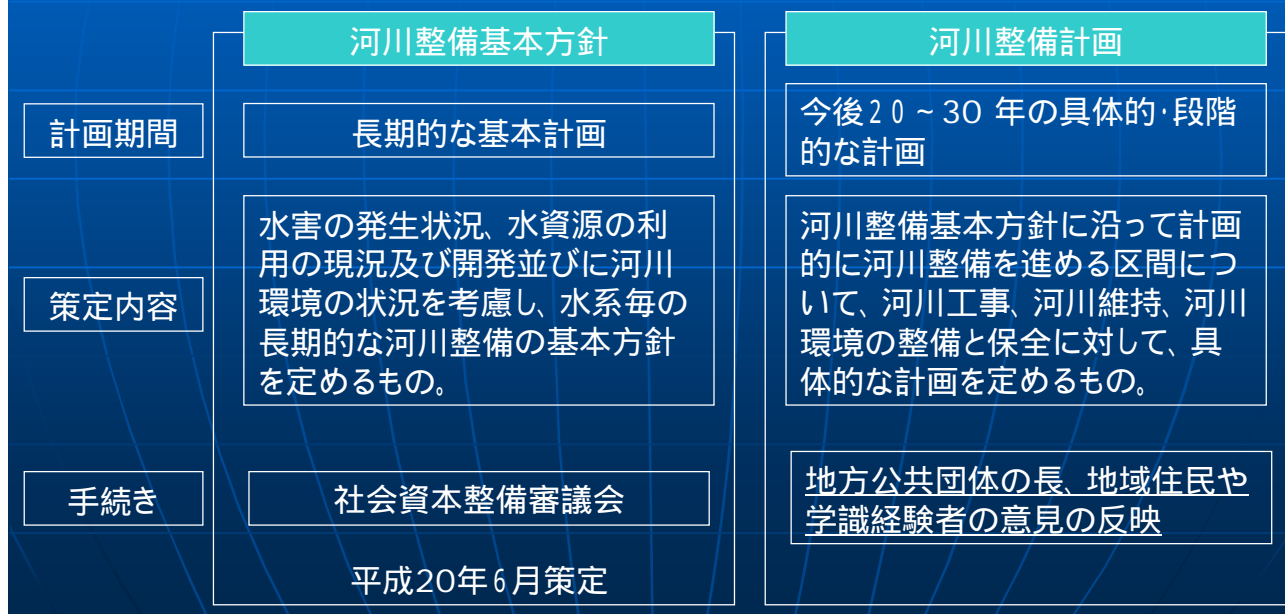 河川整備基本方針
河川整備計画
計画期間
長期的な基本計画
今後20~30 年の具体的・段階
的な計画
策定内容
水害の発生状況、水資源の利
用の現況及び開発並びに河川
環境の状況を考慮し、水系毎の
長期的な河川整備の基本方針
を定めるもの。
河川整備基本方針に沿って計画
的に河川整備を進める区間につ
いて、河川工事、河川維持、河川
環境の整備と保全に対して、具
体的な計画を定めるもの。
手続き
社会資本整備審議会
地方公共団体の長、地域住民や
学識経験者の意見の反映
平成20年6月策定